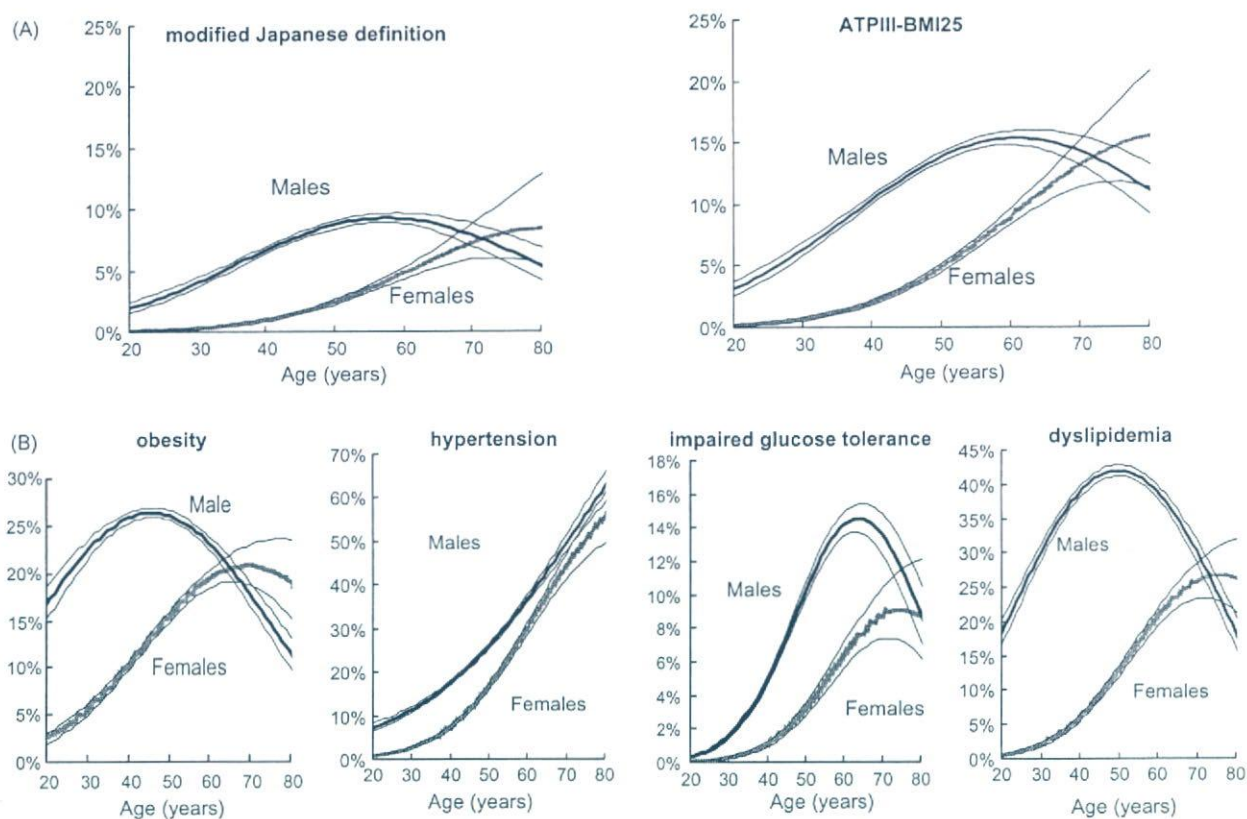 (A)
modified Japanese definition
25%
20%
15%
10%
5%
0%
Males
Females
20 30 40 50 60 70 80
Age (years)
ATPIII-BMI25
25%
20%
15%
10%
5%
0%
Males
Females
20 30 40 50 60 70 80
Age (years)
(B)
obesity
30%
25%
20%
15%
10%
5%
0%
Male
Females
20 30 40 50 60 70 80
Age (years)
hypertension
70%
60%
50%
40%
30%
20%
10%
0%
Males
Females
20 30 40 50 60 70 80
Age (years)
impaired glucose tolerance
18%
16%
14%
12%
10%
8%
6%
4%
2%
0%
Males
Females
20 30 40 50 60 70 80
Age (years)
dyslipidemia
45%
40%
35%
30%
25%
20%
15%
10%
5%
0%
Males
Females
20 30 40 50 60 70 80
Age (years)